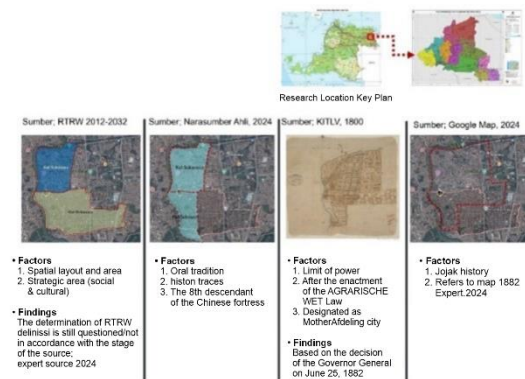 Research Location Key Plan
Sumber; RTRW 2012-2032
• Factors
1. Spatial layout and area
2. Strategic area (social & cultural)
• Findings
The determination of RTRW
delinissi is still questioned/not
in accordance with the stage
of the source;
expert source 2024
Sumber; Narasumber Ahli, 2024
• Factors
1. Oral tradition
2. histon traces
3. The 8th descendant
of the Chinese fortress
Sumber; KITLV, 1800
• Factors
1. Limit of power
2. After the enactment
of the AGRARISCHE
WET Law
3. Designated as
MotherAfdeling city
• Findings
Based on the decision
of the Governor General
on June 25, 1882
Sumber; Google Map, 2024
• Factors
1. Jojak history
2. Refers to map 1882
Expert.2024